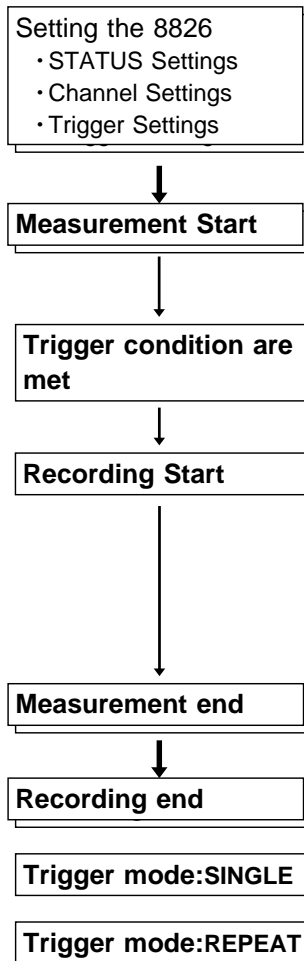 Setting the 8826
・STATUS Settings
・Channel Settings
・Trigger Settings
Measurement Start
Trigger condition are
met
Recording Start
Measurement end
Recording end
Trigger mode:SINGLE
Trigger mode:REPEAT